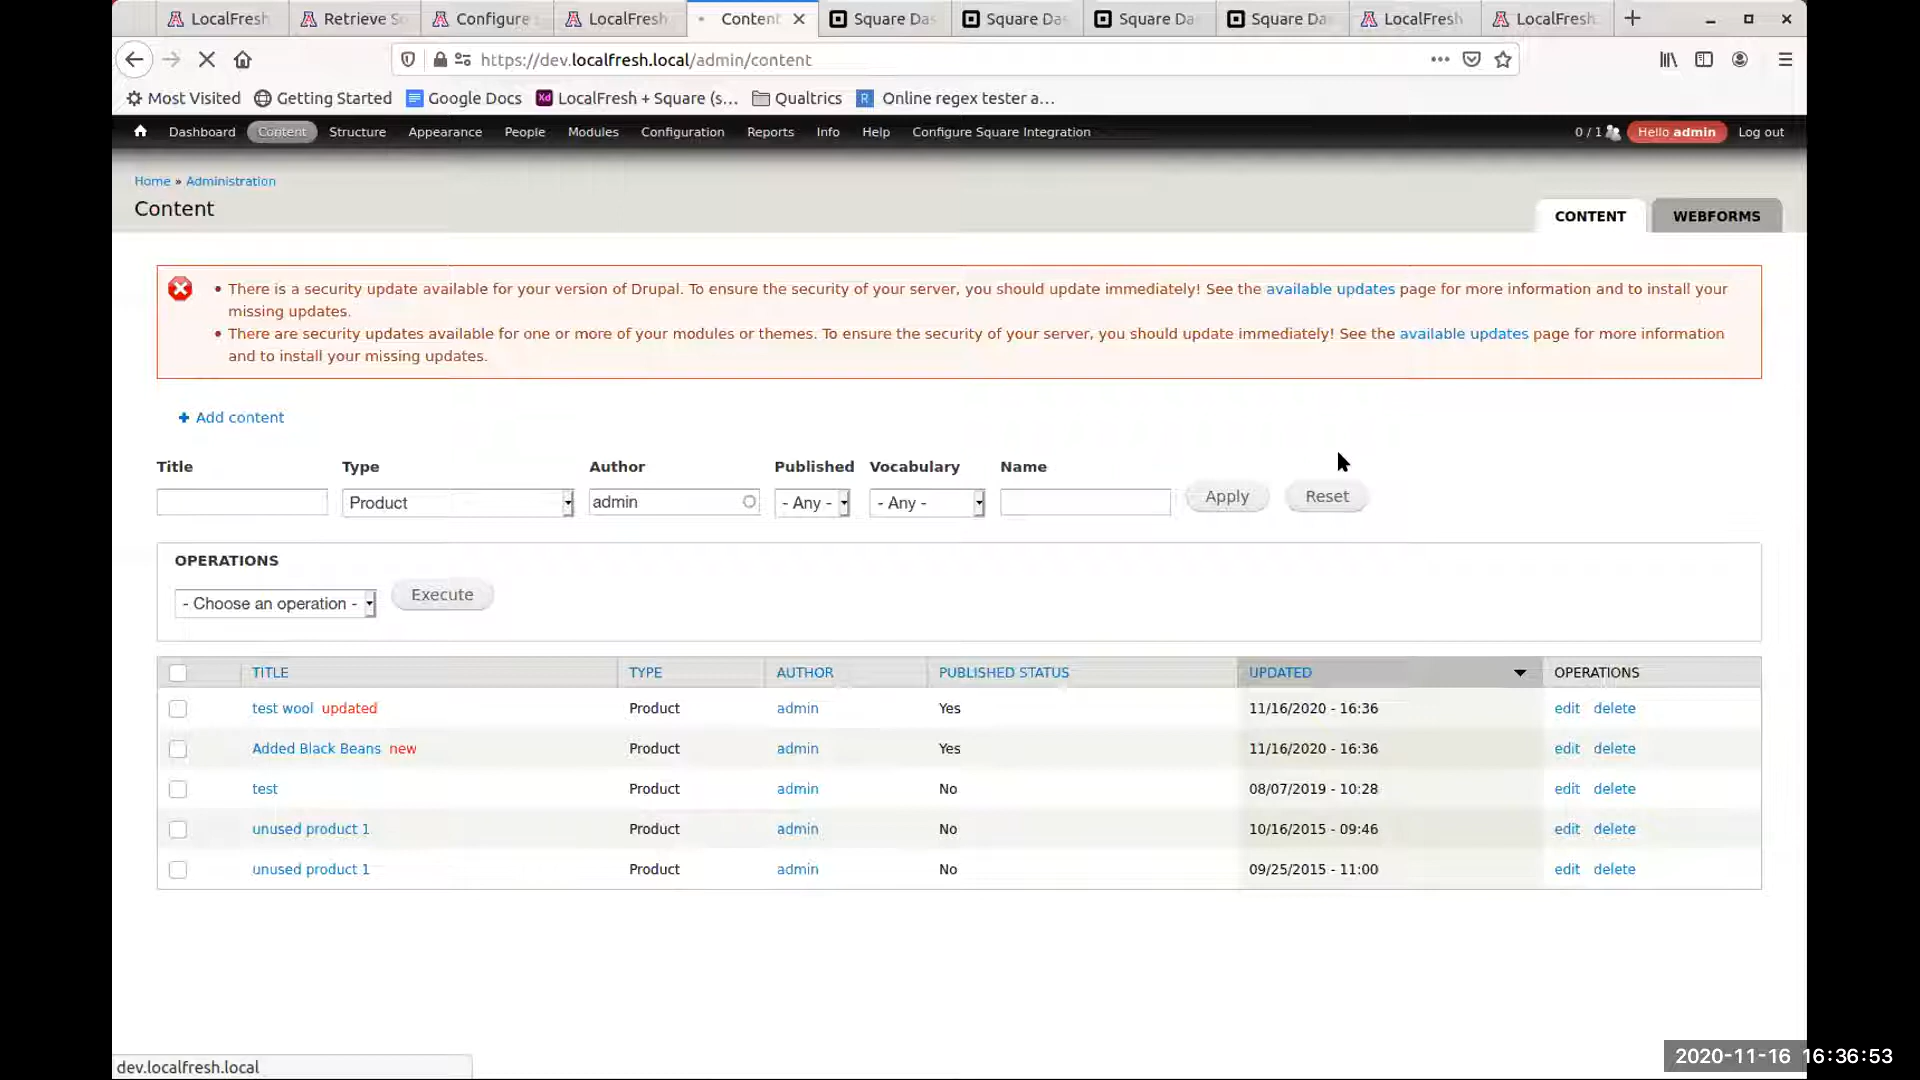 LocalFresh Retrieve S Configure LocalFresh Content Square Das Square Das Square Da Square Da LocalFresh LocalFresh
https://dev.localfresh.local/admin/content
Most Visited Getting Started Google Docs Xd LocalFresh + Square (s... Qualtrics R Online regex tester a...
Dashboard Content Structure Appearance People Modules Configuration Reports Info Help Configure Square Integration 0 / 1 Hello admin Log out
Home » Administration
Content
CONTENT WEBFORMS
• There is a security update available for your version of Drupal. To ensure the security of your server, you should update immediately! See the available updates page for more information and to install your
missing updates.
• There are security updates available for one or more of your modules or themes. To ensure the security of your server, you should update immediately! See the available updates page for more information
and to install your missing updates.
Add content
Title Type Author Published Vocabulary Name
Product admin - Any - - Any - Apply Reset
OPERATIONS
- Choose an operation - Execute
TITLE TYPE AUTHOR PUBLISHED STATUS UPDATED OPERATIONS
test wool updated Product admin Yes 11/16/2020 - 16:36 edit delete
Added Black Beans new Product admin Yes 11/16/2020 - 16:36 edit delete
test Product admin No 08/07/2019 - 10:28 edit delete
unused product 1 Product admin No 10/16/2015 - 09:46 edit delete
unused product 1 Product admin No 09/25/2015 - 11:00 edit delete
dev.localfresh.local
2020-11-16 16:36:53